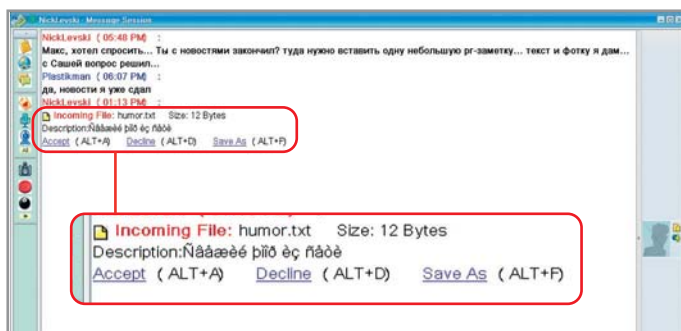 NickLevski - Message Session
NickLevski ( 05:48 PM) :
Макс, хотел спросить... Ты с новостями закончил? туда нужно вставить одну небольшую pr-заметку... текст и фотку я дам...
с Сашей вопрос решил...
Plastikman ( 06:07 PM) :
да, новости я уже сдал
NickLevski ( 01:13 PM) :
Incoming File: humor.txt Size: 12 Bytes
Description:Ñâåæèé þìîð èç ñåòè
Accept ( ALT+A) Decline ( ALT+D) Save As ( ALT+F)
Incoming File: humor.txt Size: 12 Bytes
Description:Ñâåæèé þìîð èç ñåòè
Accept ( ALT+A) Decline ( ALT+D) Save As ( ALT+F)